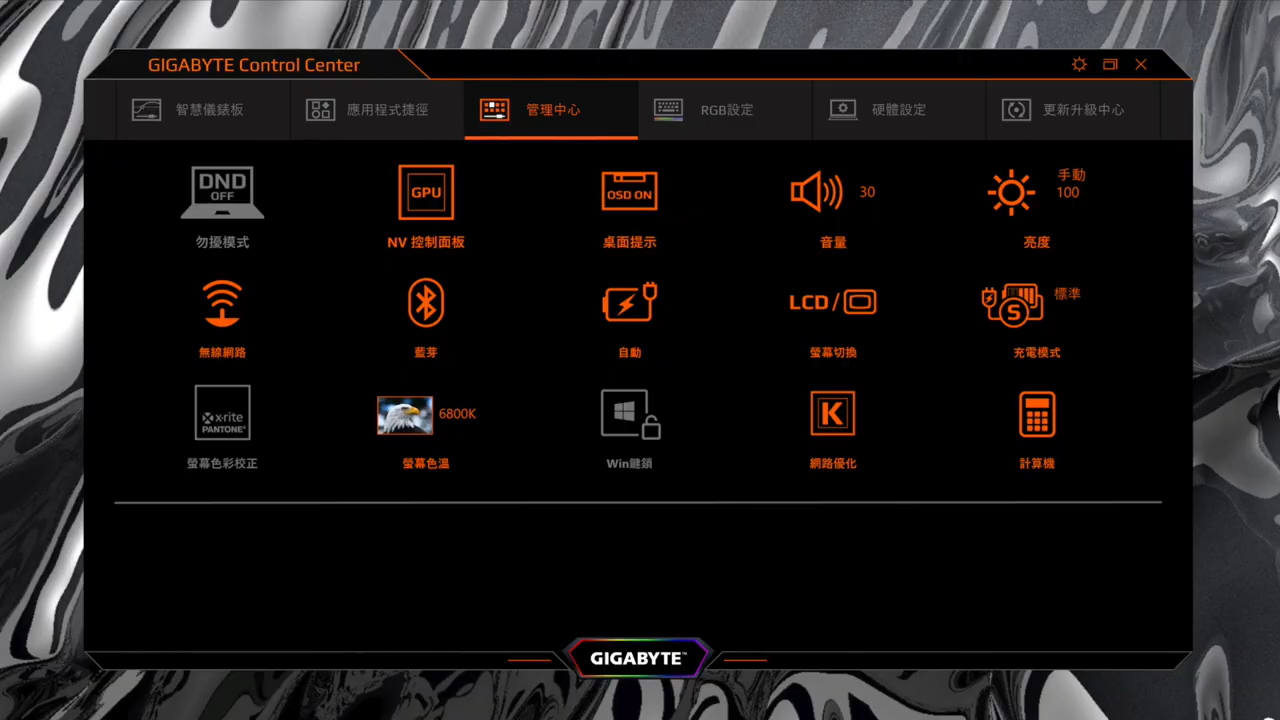 GIGABYTE Control Center
智慧儀錶板
應用程式捷徑
管理中心
RGB設定
硬體設定
更新升級中心
DND
OFF
勿擾模式
GPU
NV 控制面板
OSD ON
桌面提示
30
音量
手動
100
亮度
無線網路
藍芽
自動
LCD /
螢幕切換
S
標準
充電模式
x-rite
PANTONE®
螢幕色彩校正
6800K
螢幕色溫
Win鍵鎖
K
網路優化
計算機
GIGABYTE™